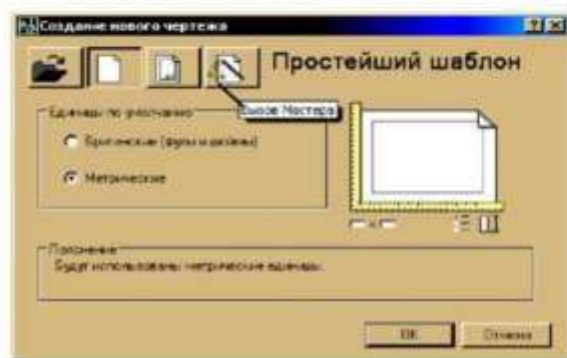 Создание нового чертежа
Простейший шаблон
Вызов Мастера
Единицы по умолчанию
Британские (футы и дюймы)
Метрические
Пояснение
Будут использованы метрические единицы.
OK
Отмена